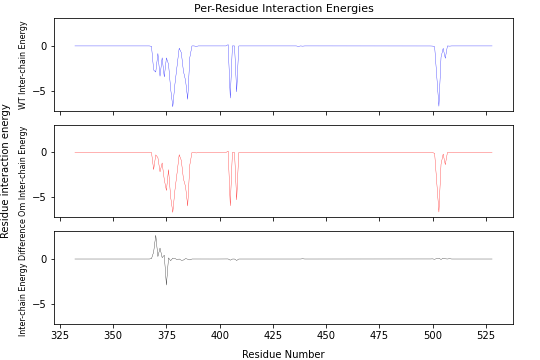 Per-Residue Interaction Energies
Residue interaction energy
WT Inter-chain Energy
0
−5
Om Inter-chain Energy
0
−5
Inter-chain Energy Difference
0
−5
325 350 375 400 425 450 475 500 525
Residue Number